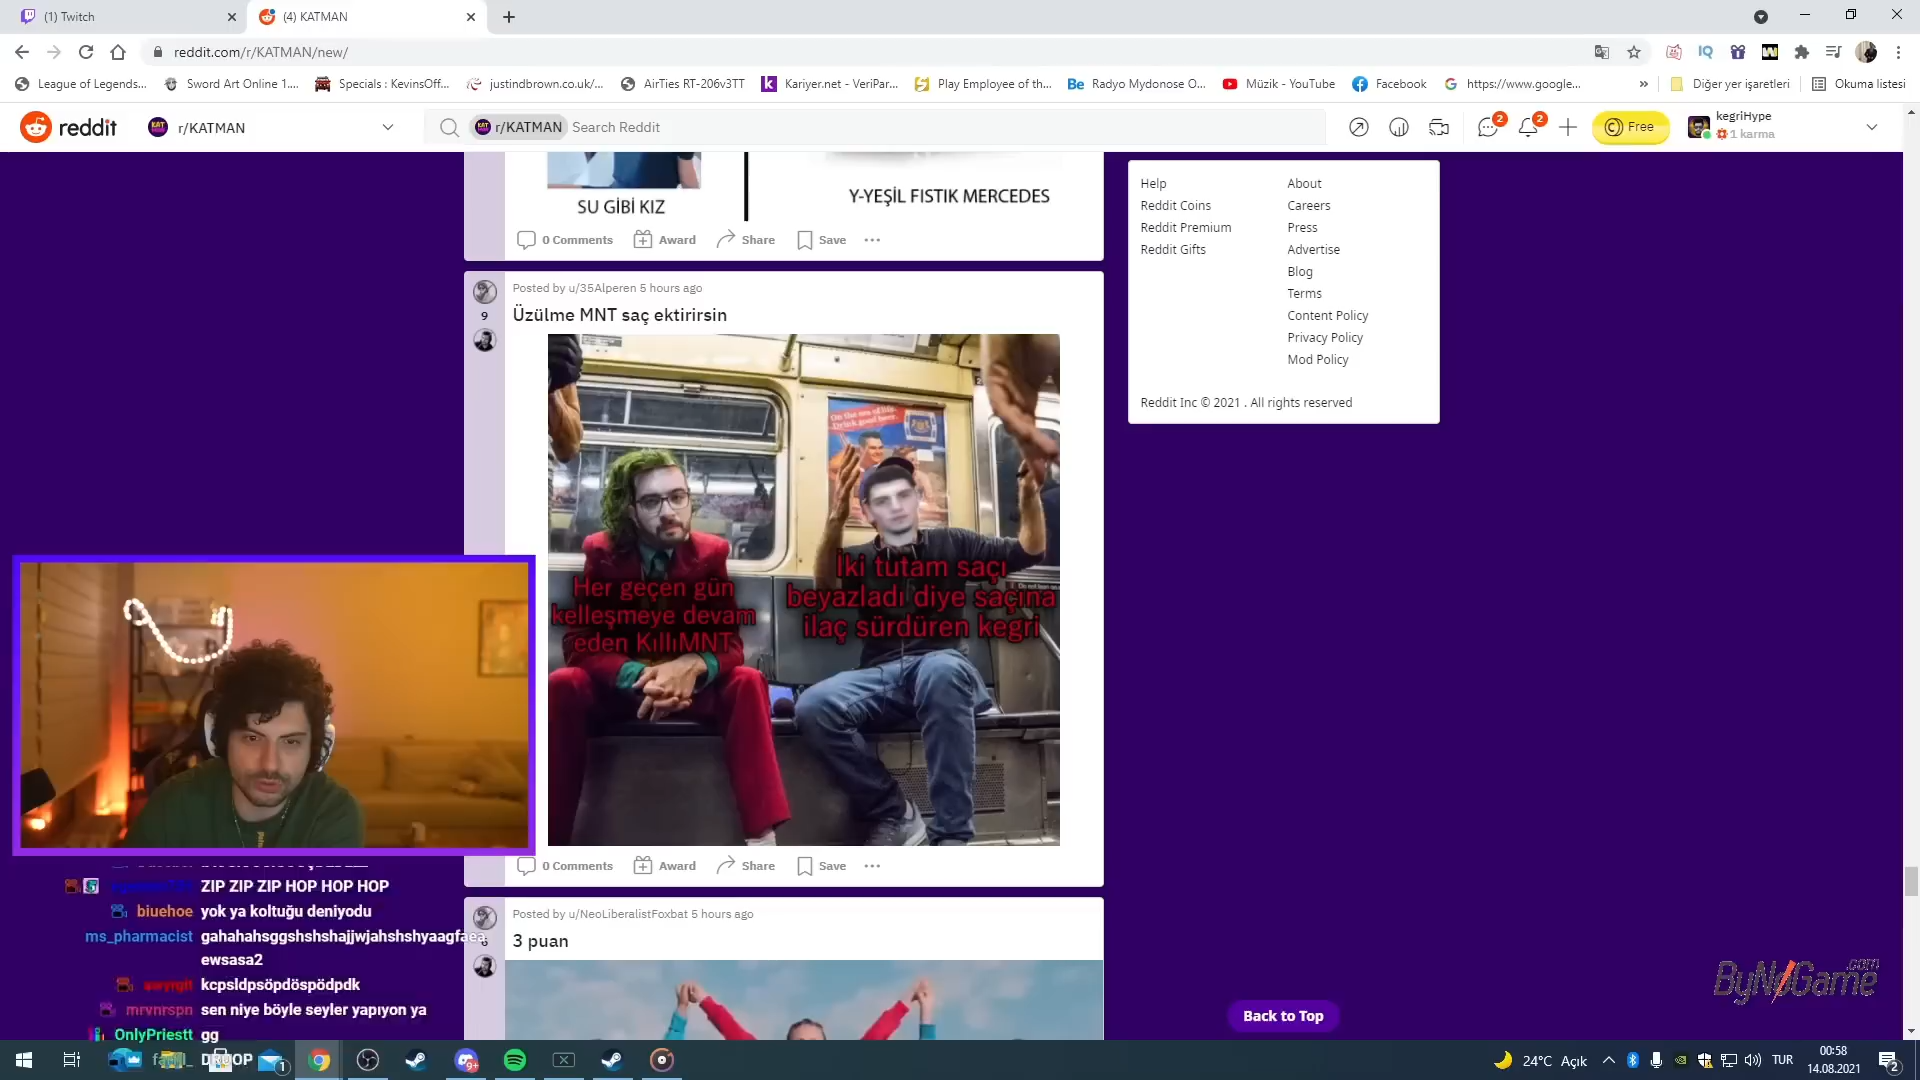 (1) Twitch
(4) KATMAN
reddit.com/r/KATMAN/new/
League of Legends...
Sword Art Online 1....
Specials : KevinsOff...
justindbrown.co.uk/...
AirTies RT-206v3TT
Kariyer.net - VeriPar...
Play Employee of th...
Radyo Mydonose O...
Müzik - YouTube
Facebook
https://www.google...
Diğer yer işaretleri
Okuma listesi
reddit
r/KATMAN
r/KATMAN
Search Reddit
2
2
Free
kegriHype
1 karma
SU GİBİ KIZ
Y-YEŞİL FISTIK MERCEDES
0 Comments
Award
Share
Save
Help
Reddit Coins
Reddit Premium
Reddit Gifts
About
Careers
Press
Advertise
Blog
Terms
Content Policy
Privacy Policy
Mod Policy
Reddit Inc © 2021 . All rights reserved
Posted by u/35Alperen 5 hours ago
9
Üzülme MNT saç ektirirsin
Her geçen gün
kelleşmeye devam
eden KıllıMNT
İki tutam saçı
beyazladı diye saçına
ilaç sürdüren kegri
0 Comments
Award
Share
Save
Posted by u/NeoLiberalistFoxbat 5 hours ago
3 puan
ZIP ZIP ZIP HOP HOP HOP
biuehoe yok ya koltuğu deniyodu
ms_pharmacist gahahahsggshshshajjwjahshshyaagfaea
ewsasa2
kcpsldpsöpdöspödpdk
mrvnrspn sen niye böyle seyler yapıyon ya
OnlyPriestt gg
DROOP
ByNoGame.com
Back to Top
24°C Açık
TUR
00:58
14.08.2021